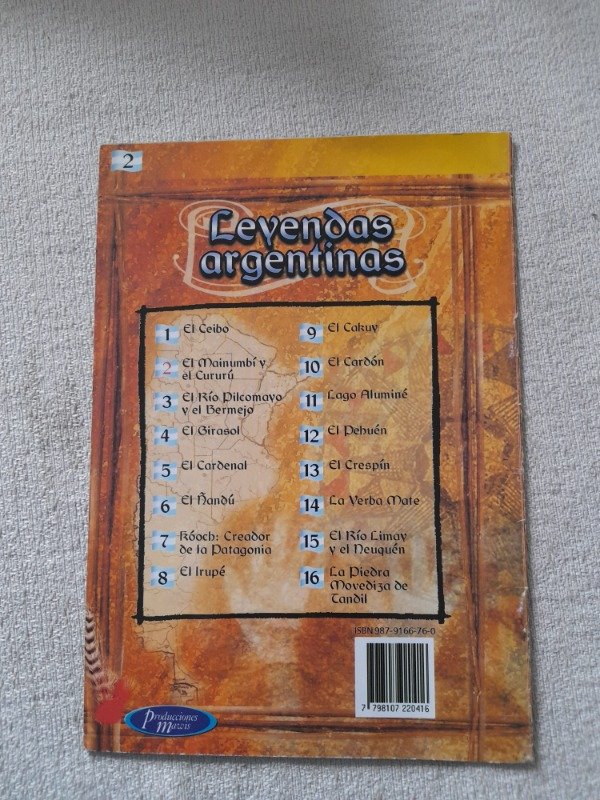 2
Leyendas
argentinas
1 El Ceibo
2 El Mainumbí y
el Cururú
3 El Río Pilcomayo
y el Bermejo
4 El Girasol
5 El Cardenal
6 El Ñandú
7 Kóoch: Creador
de la Patagonia
8 El Irupé
9 El Cakuy
10 El Cardón
11 Lago Aluminé
12 El Pehuén
13 El Crespín
14 La Yerba Mate
15 El Río Limay
y el Neuquén
16 La Piedra
Movediza de
Tandil
ISBN 987-9166-76-0
7 798107 220416
Producciones
Mawis